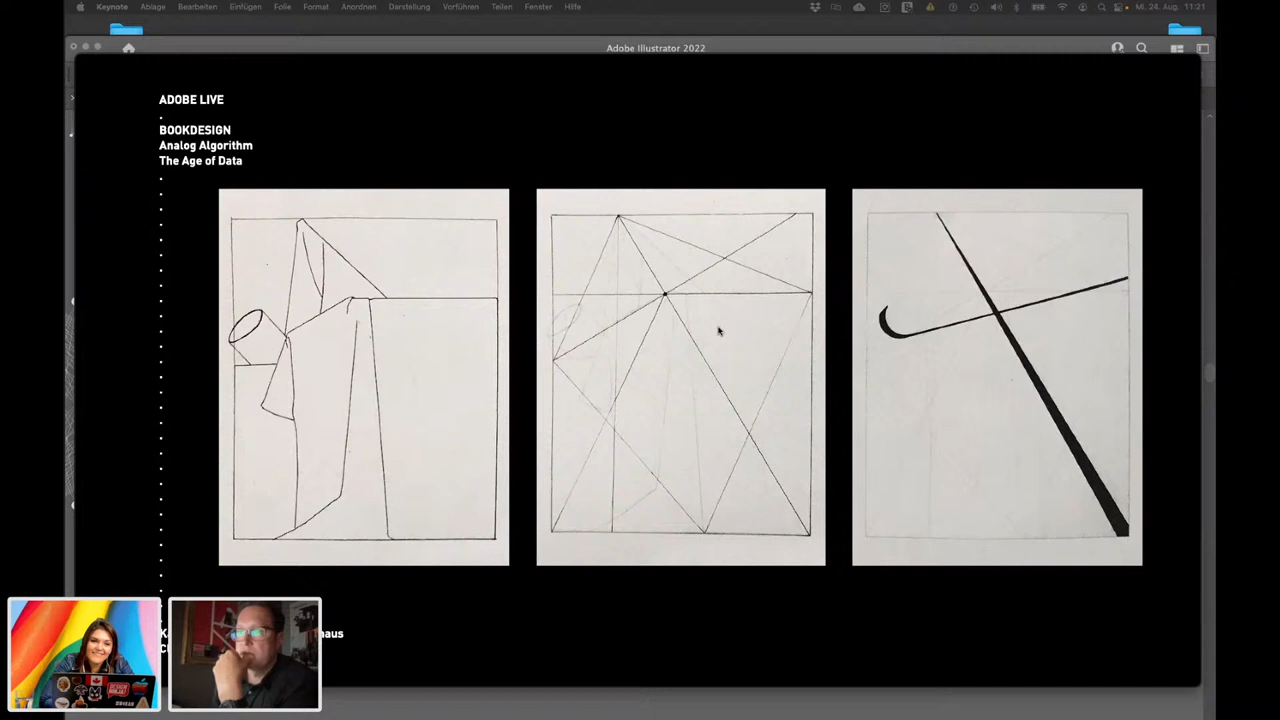 Keynote Ablage Bearbeiten Einfügen Folie Format Anordnen Darstellung Vorführen Teilen Fenster Hilfe Mi. 24. Aug. 11:21
Adobe Illustrator 2022
ADOBE LIVE
BOOKDESIGN
Analog Algorithm
The Age of Data